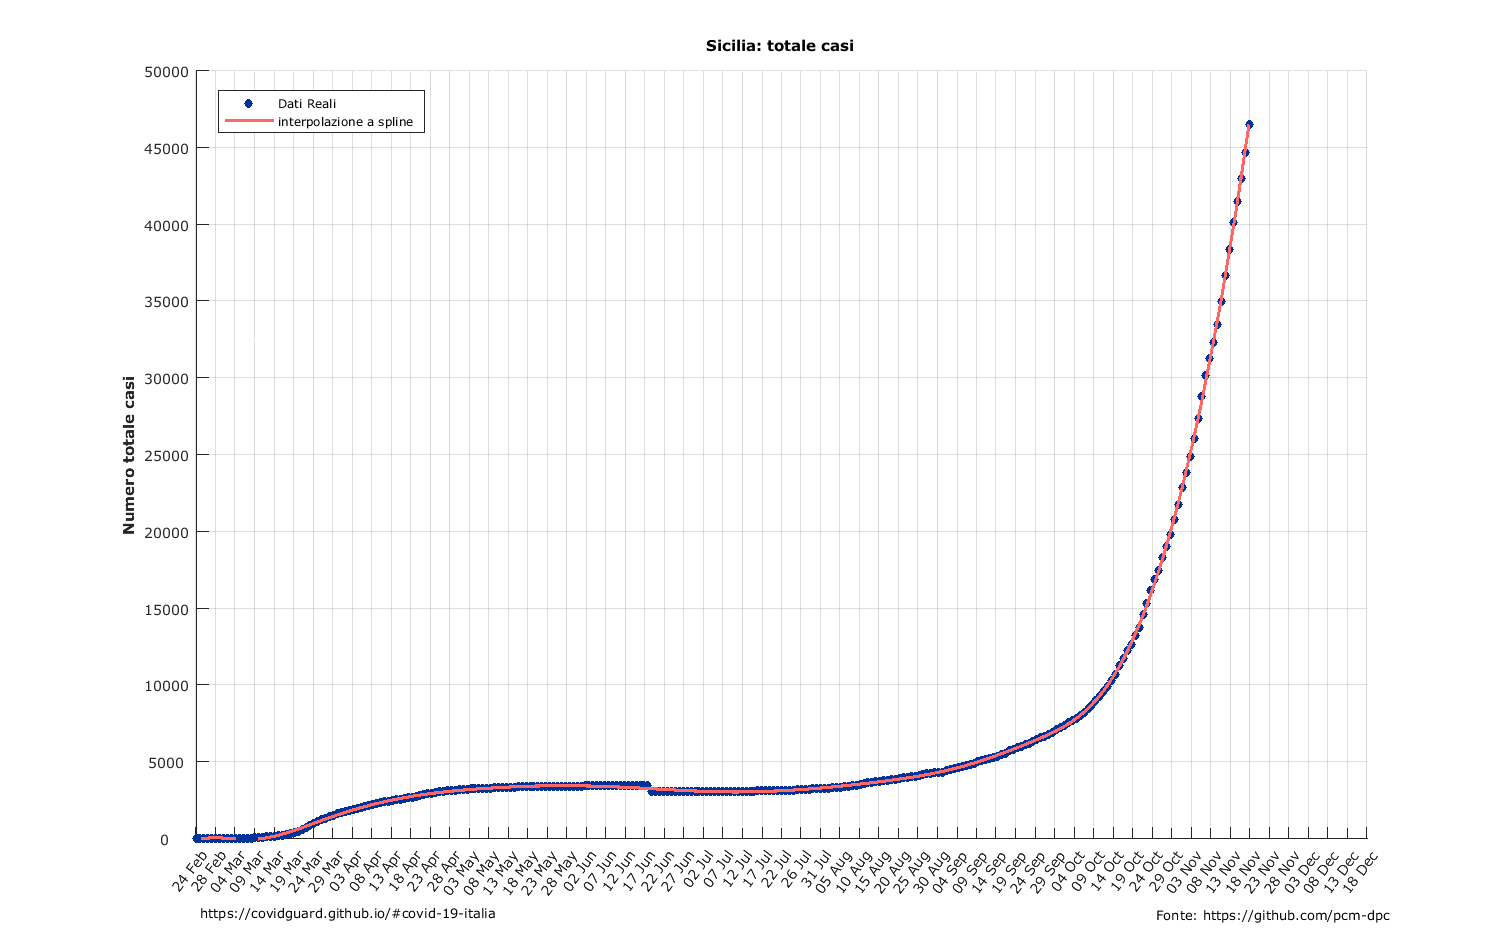 Sicilia: totale casi
50000
45000
40000
35000
30000
25000
20000
15000
10000
5000
0
Numero totale casi
Dati Reali
interpolazione a spline
24 Feb
28 Feb
04 Mar
09 Mar
14 Mar
19 Mar
24 Mar
29 Mar
03 Apr
08 Apr
13 Apr
18 Apr
23 Apr
28 Apr
03 May
08 May
13 May
18 May
23 May
28 May
02 Jun
07 Jun
12 Jun
17 Jun
22 Jun
27 Jun
02 Jul
07 Jul
12 Jul
17 Jul
22 Jul
26 Jul
31 Jul
05 Aug
10 Aug
15 Aug
20 Aug
25 Aug
30 Aug
04 Sep
09 Sep
14 Sep
19 Sep
24 Sep
29 Sep
04 Oct
09 Oct
14 Oct
19 Oct
24 Oct
29 Oct
03 Nov
08 Nov
13 Nov
18 Nov
23 Nov
28 Nov
03 Dec
08 Dec
13 Dec
18 Dec
https://covidguard.github.io/#covid-19-italia
Fonte: https://github.com/pcm-dpc